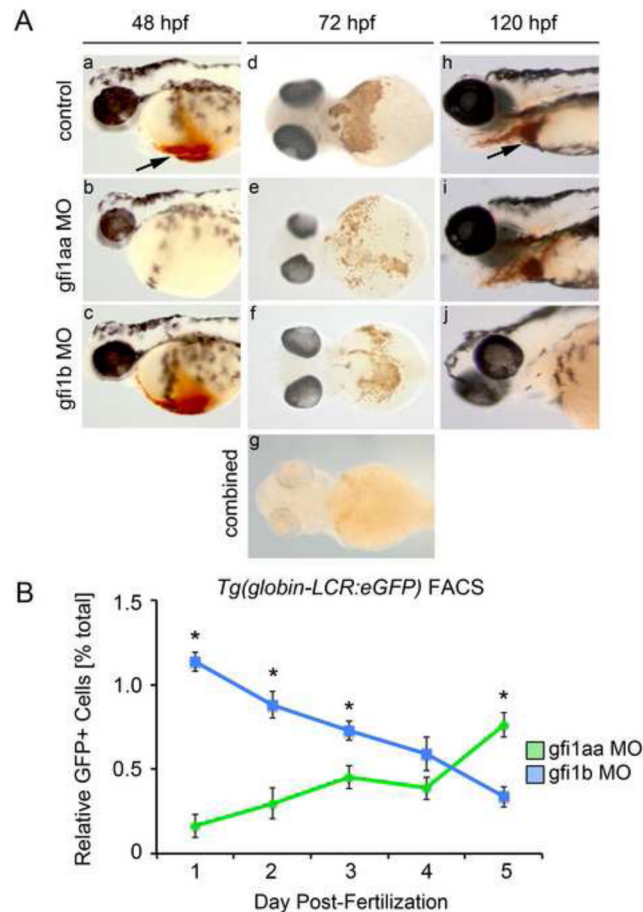 A
48 hpf 72 hpf 120 hpf
control
a d h
gfi1aa MO
b e i
gfi1b MO
c f j
combined
g
B
Tg(globin-LCR:eGFP) FACS
Relative GFP+ Cells [% total]
1.5
1.0
0.5
0
* * * *
gfi1aa MO
gfi1b MO
1 2 3 4 5
Day Post-Fertilization